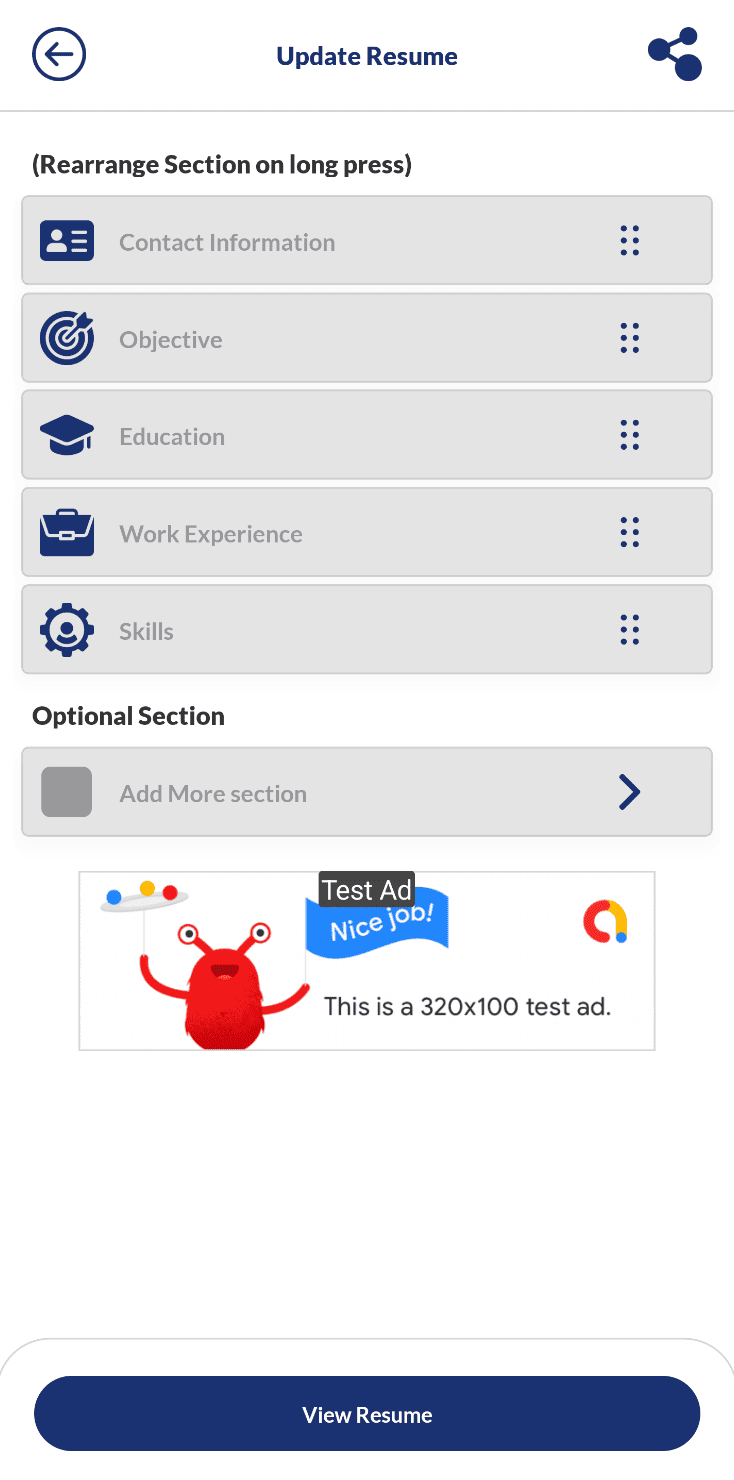 Update Resume
(Rearrange Section on long press)
Contact Information
Objective
Education
Work Experience
Skills
Optional Section
Add More section
Test Ad
Nice job!
This is a 320x100 test ad.
View Resume